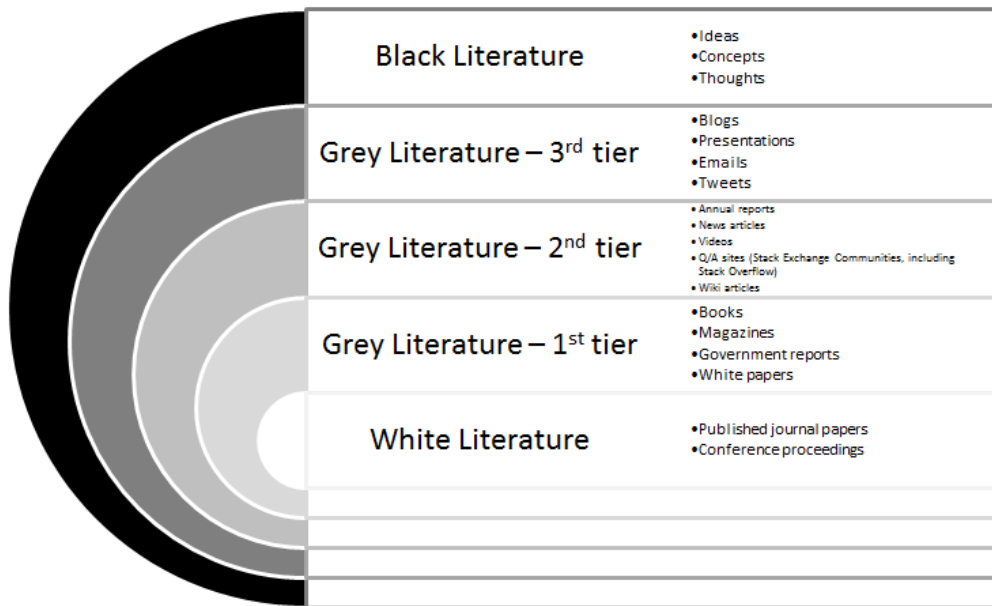 Black Literature
•Ideas
•Concepts
•Thoughts
Grey Literature – 3rd tier
•Blogs
•Presentations
•Emails
•Tweets
Grey Literature – 2nd tier
• Annual reports
• News articles
• Videos
• Q/A sites (Stack Exchange Communities, including
Stack Overflow)
• Wiki articles
Grey Literature – 1st tier
•Books
•Magazines
•Government reports
•White papers
White Literature
•Published journal papers
•Conference proceedings